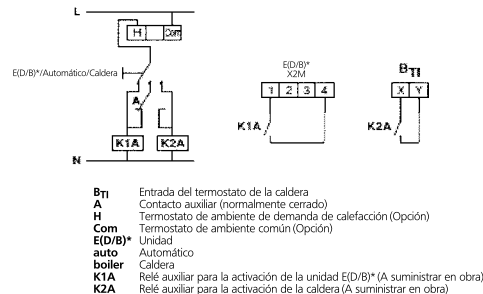 L
H Com
E(D/B)*/Automático/Caldera
A
K1A K2A
N
E(D/B)*
X2M
1 2 3 4
K1A
BTI
X Y
K2A
BTI Entrada del termostato de la caldera
A Contacto auxiliar (normalmente cerrado)
H Termostato de ambiente de demanda de calefacción (Opción)
Com Termostato de ambiente común (Opción)
E(D/B)* Unidad
auto Automático
boiler Caldera
K1A Relé auxiliar para la activación de la unidad E(D/B)* (A suministrar en obra)
K2A Relé auxiliar para la activación de la caldera (A suministrar en obra)